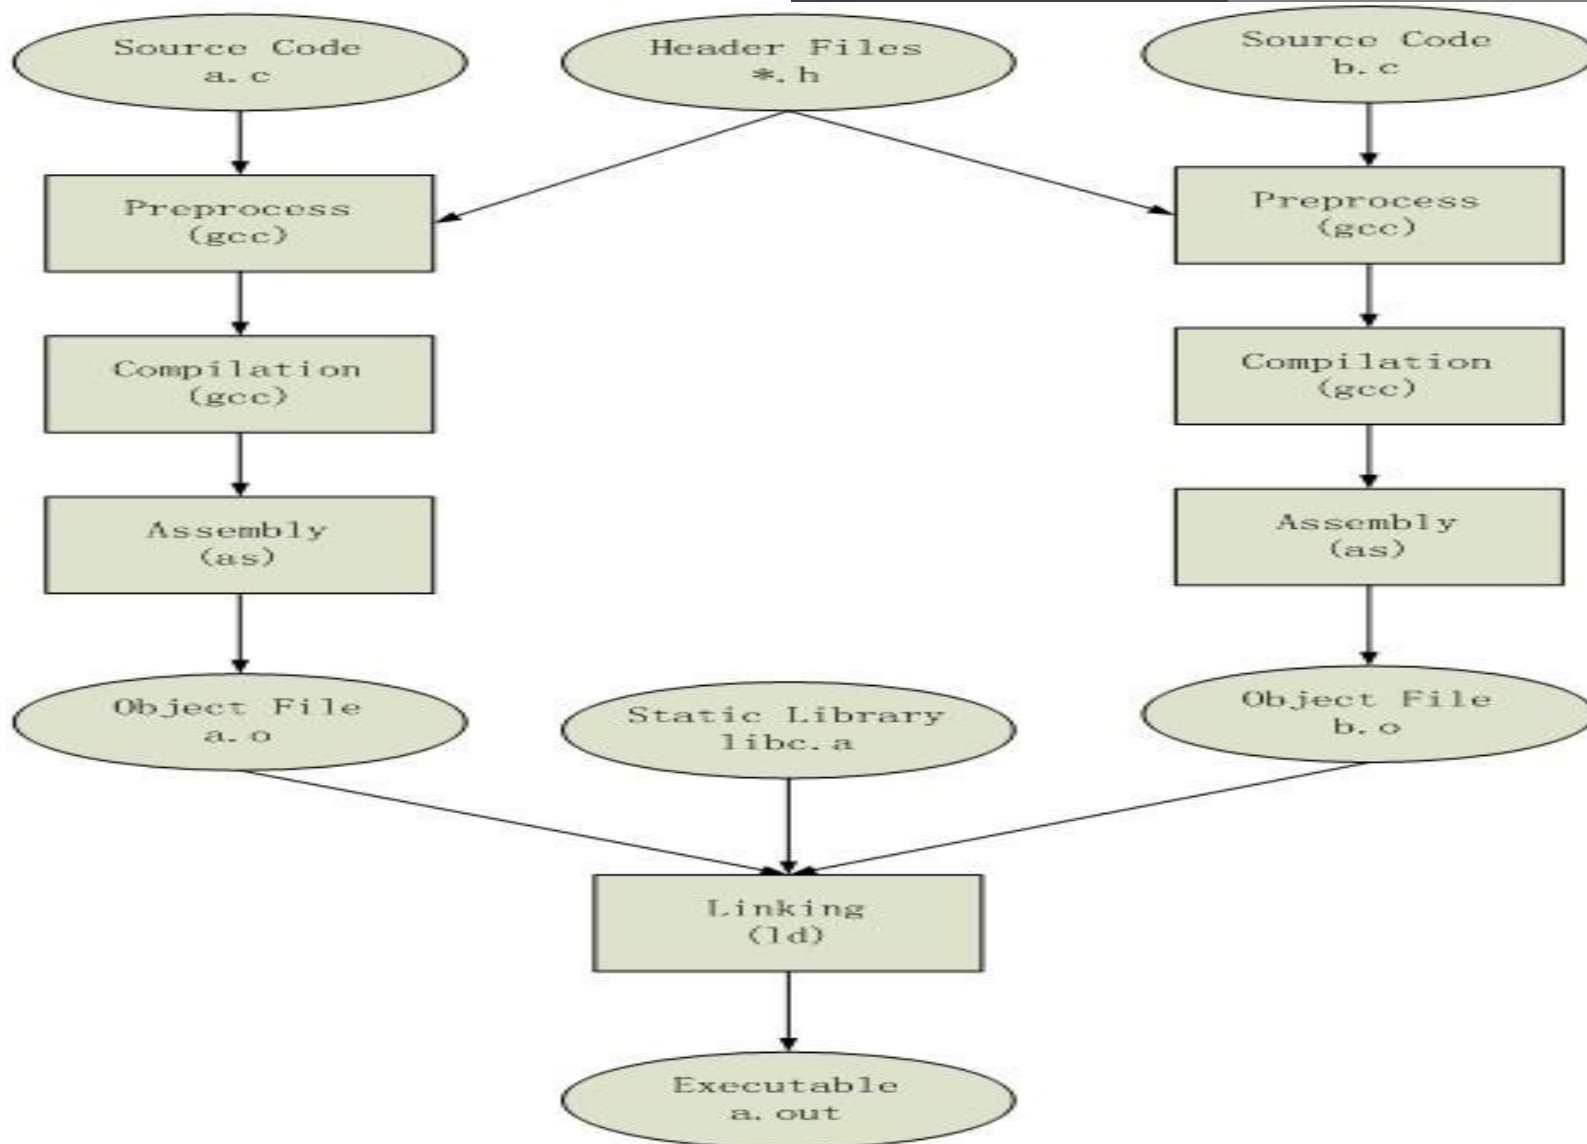 Source Code
a.c
Header Files
*.h
Source Code
b.c
Preprocess
(gcc)
Preprocess
(gcc)
Compilation
(gcc)
Compilation
(gcc)
Assembly
(as)
Assembly
(as)
Object File
a.o
Static Library
libc.a
Object File
b.o
Linking
(ld)
Executable
a.out